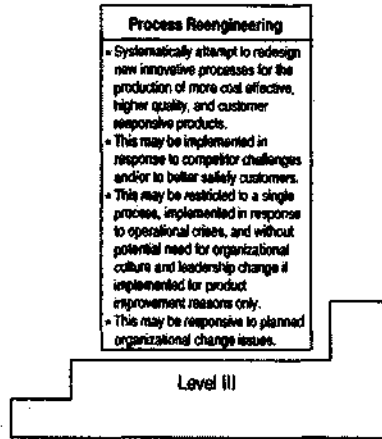 Process Reengineering
• Systematically attempt to redesign
new innovative processes for the
production of more cost effective,
higher quality, and customer
responsive products.
• This may be implemented in
response to competitor challenges
and/or to better satisfy customers.
• This may be restricted to a single
process, implemented in response
to operational crises, and without
potential need for organizational
culture and leadership change if
implemented for product
improvement reasons only.
• This may be responsive to planned
organizational change issues.
Level III